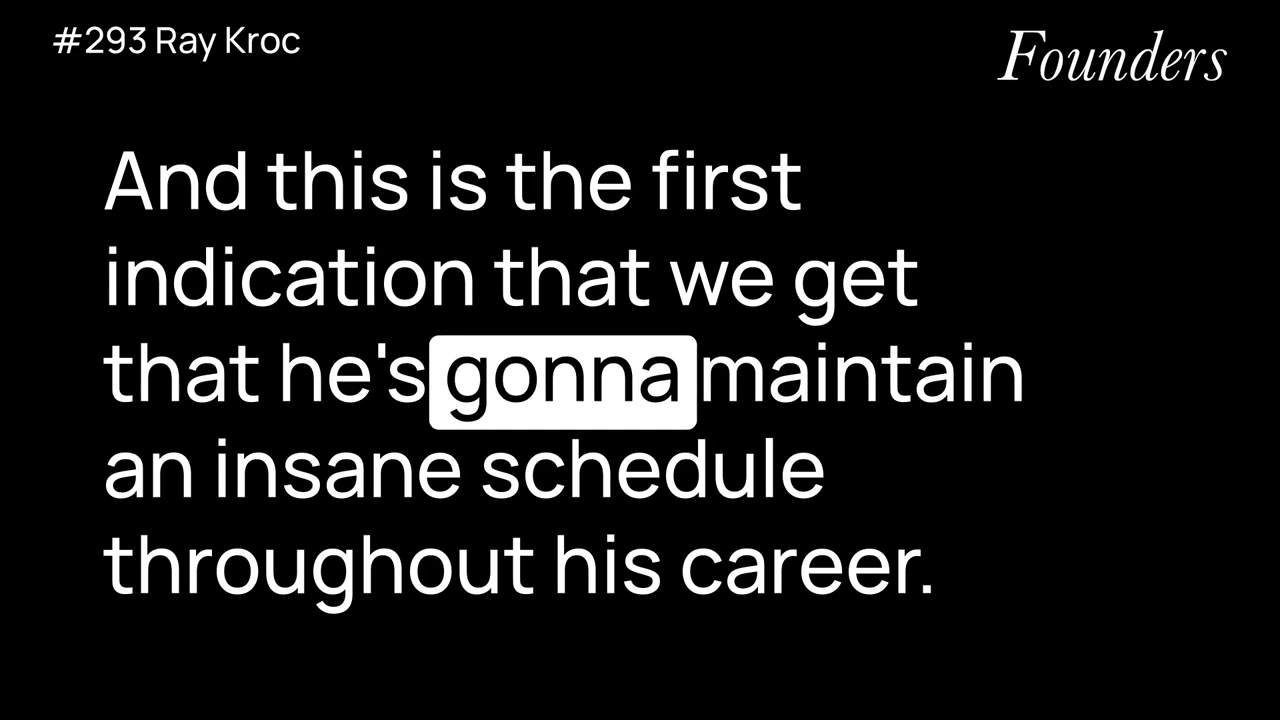 #293 Ray Kroc
Founders
And this is the first
indication that we get
that he's gonna maintain
an insane schedule
throughout his career.